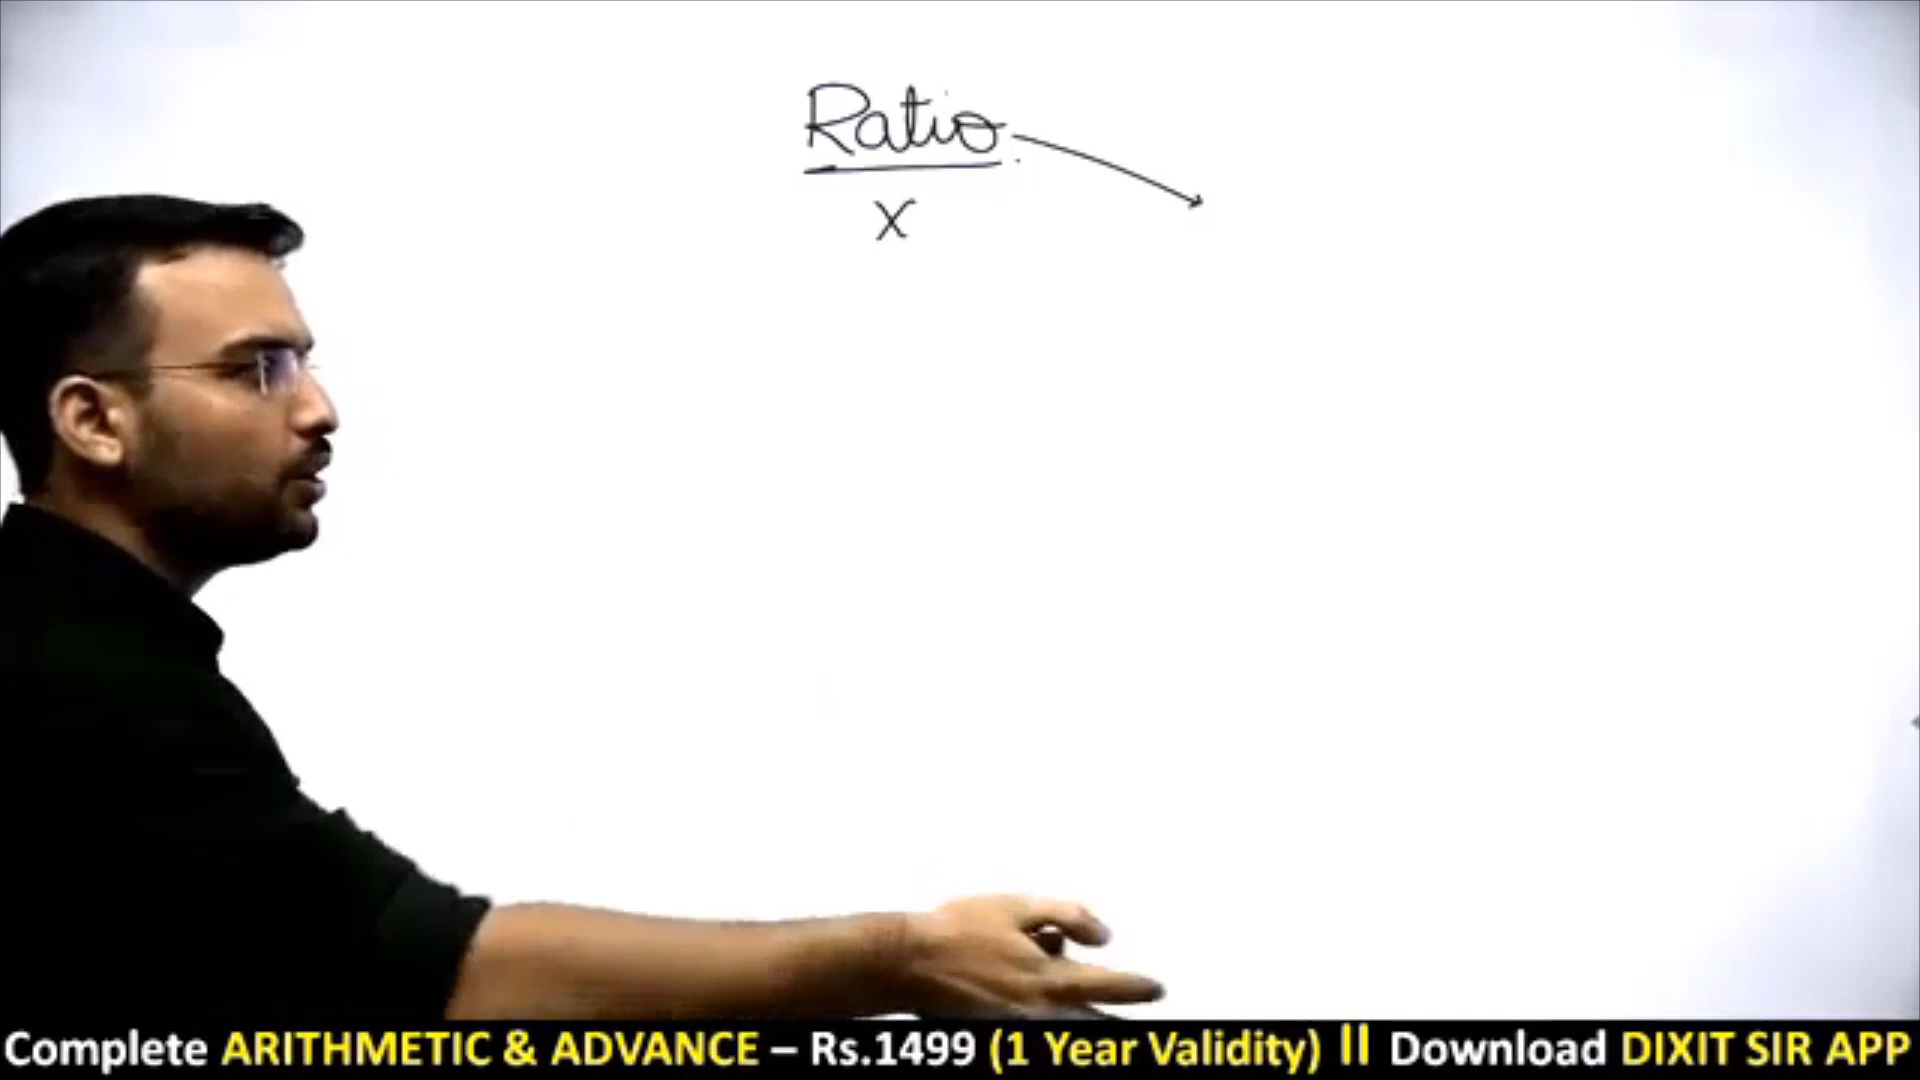 Ratio
X
Complete ARITHMETIC & ADVANCE – Rs.1499 (1 Year Validity) || Download DIXIT SIR APP